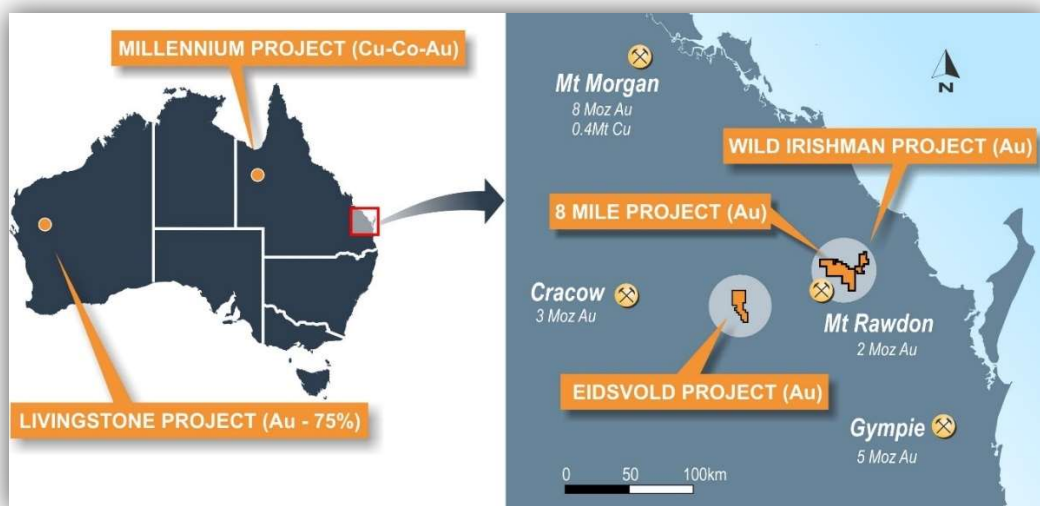 MILLENNIUM PROJECT (Cu-Co-Au)
LIVINGSTONE PROJECT (Au - 75%)
Mt Morgan
8 Moz Au
0.4Mt Cu
N
WILD IRISHMAN PROJECT (Au)
8 MILE PROJECT (Au)
Cracow
3 Moz Au
Mt Rawdon
2 Moz Au
EIDSVOLD PROJECT (Au)
Gympie
5 Moz Au
0 50 100km